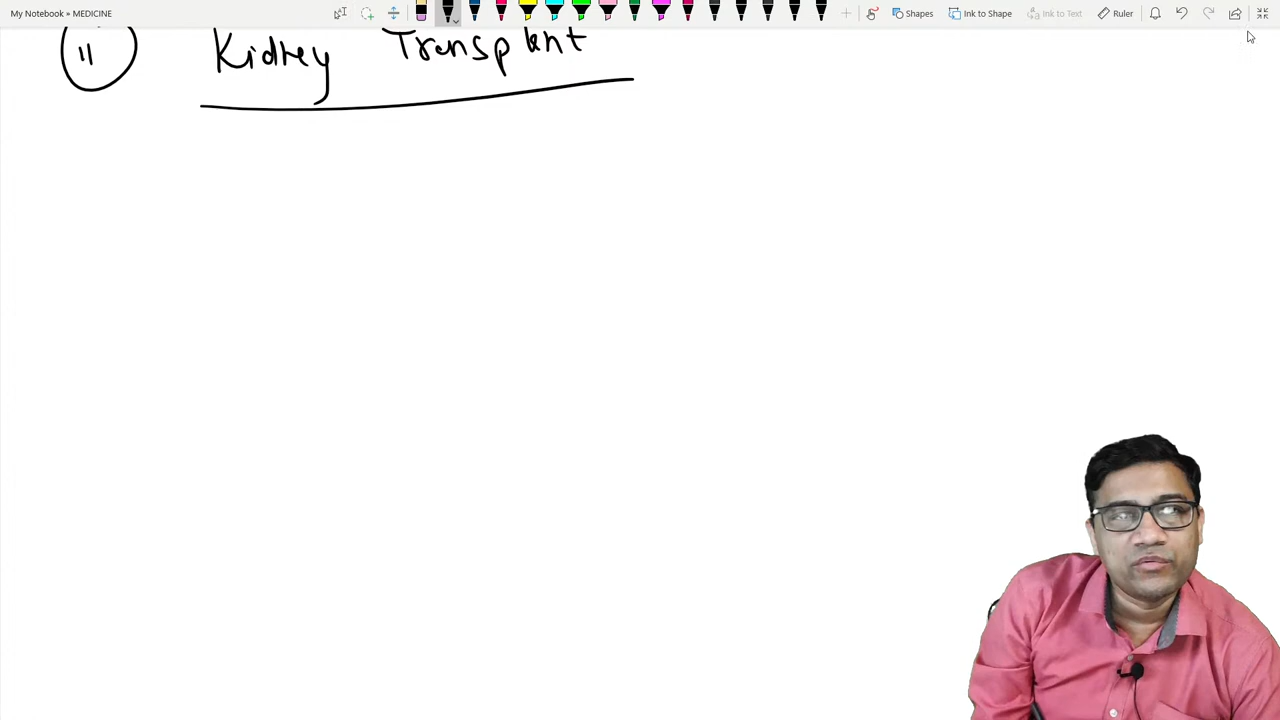 My Notebook » MEDICINE Shapes Ink to Shape Ink to Text Ruler
11 Kidney Transplant